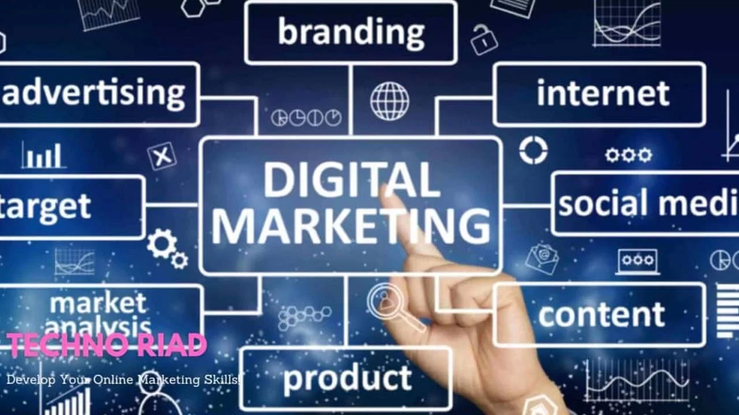 branding
advertising
internet
DIGITAL
MARKETING
target
social medi
market
analysis
content
TECHNO RIAD
Develop Your Online Marketing Skills!
product